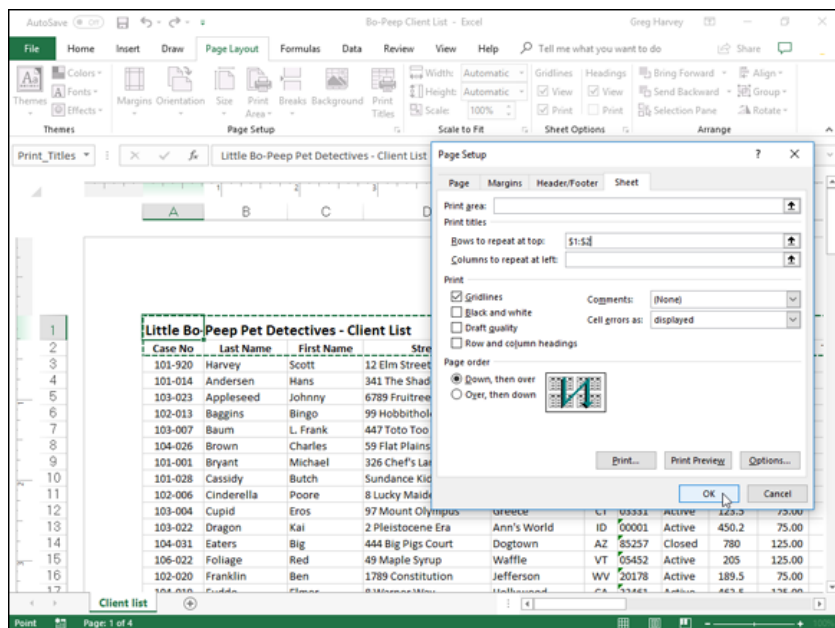 AutoSave Off Bo-Peep Client List - Excel Greg Harvey
File Home Insert Draw Page Layout Formulas Data Review View Help Tell me what you want to do Share
Colors Width: Automatic Gridlines Headings Bring Forward Align
Aa A Fonts Height: Automatic View View Send Backward Group
Themes Effects Margins Orientation Size Print Area Breaks Background Print Titles Scale: 100% Print Print Selection Pane Rotate
Themes Page Setup Scale to Fit Sheet Options Arrange
Print_Titles fx Little Bo-Peep Pet Detectives - Client List
Page Setup ? X
Page Margins Header/Footer Sheet
Print area:
Print titles
Rows to repeat at top: $1:$2
Columns to repeat at left:
Print
Gridlines Comments: (None)
Black and white Cell errors as: displayed
Draft quality
Row and column headings
Page order
Down, then over
Over, then down
Print... Print Preview Options...
OK Cancel
1 2 3
A B C D
1 Little Bo-Peep Pet Detectives - Client List
2 Case No Last Name First Name
3 101-920 Harvey Scott 12 Elm Street
4 101-014 Andersen Hans 341 The Shad
5 103-023 Appleseed Johnny 6789 Fruitree
6 102-013 Baggins Bingo 99 Hobbithol
7 103-007 Baum L. Frank 447 Toto Too
8 104-026 Brown Charles 59 Flat Plains
9 101-001 Bryant Michael 326 Chef's La
10 101-028 Cassidy Butch Sundance Kid
11 102-006 Cinderella Poore 8 Lucky Maide
12 103-004 Cupid Eros 97 Mount Olympus Greece CT 03331 Active 123.5 75.00
13 103-022 Dragon Kai 2 Pleistocene Era Ann's World ID 00001 Active 450.2 75.00
14 104-031 Eaters Big 444 Big Pigs Court Dogtown AZ 85257 Closed 780 125.00
15 106-022 Foliage Red 49 Maple Syrup Waffle VT 05452 Active 205 125.00
16 102-020 Franklin Ben 1789 Constitution Jefferson WV 20178 Active 189.5 75.00
17
Client list
Point Page: 1 of 4 100%